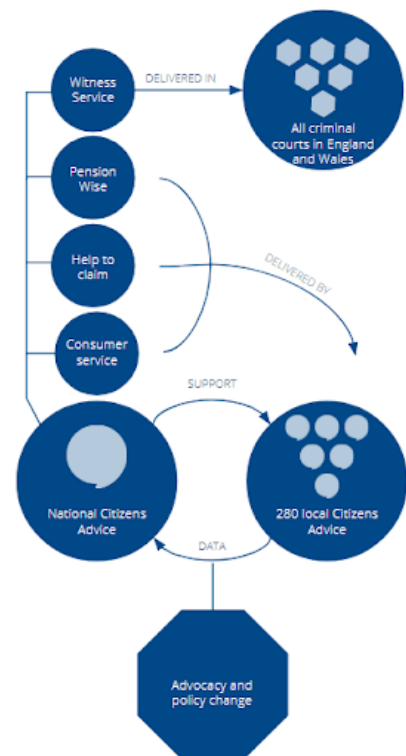 Witness
Service
DELIVERED IN
All criminal
courts in England
and Wales
Pension
Wise
Help to
claim
DELIVERED BY
Consumer
service
SUPPORT
National Citizens
Advice
280 local Citizens
Advice
DATA
Advocacy and
policy change